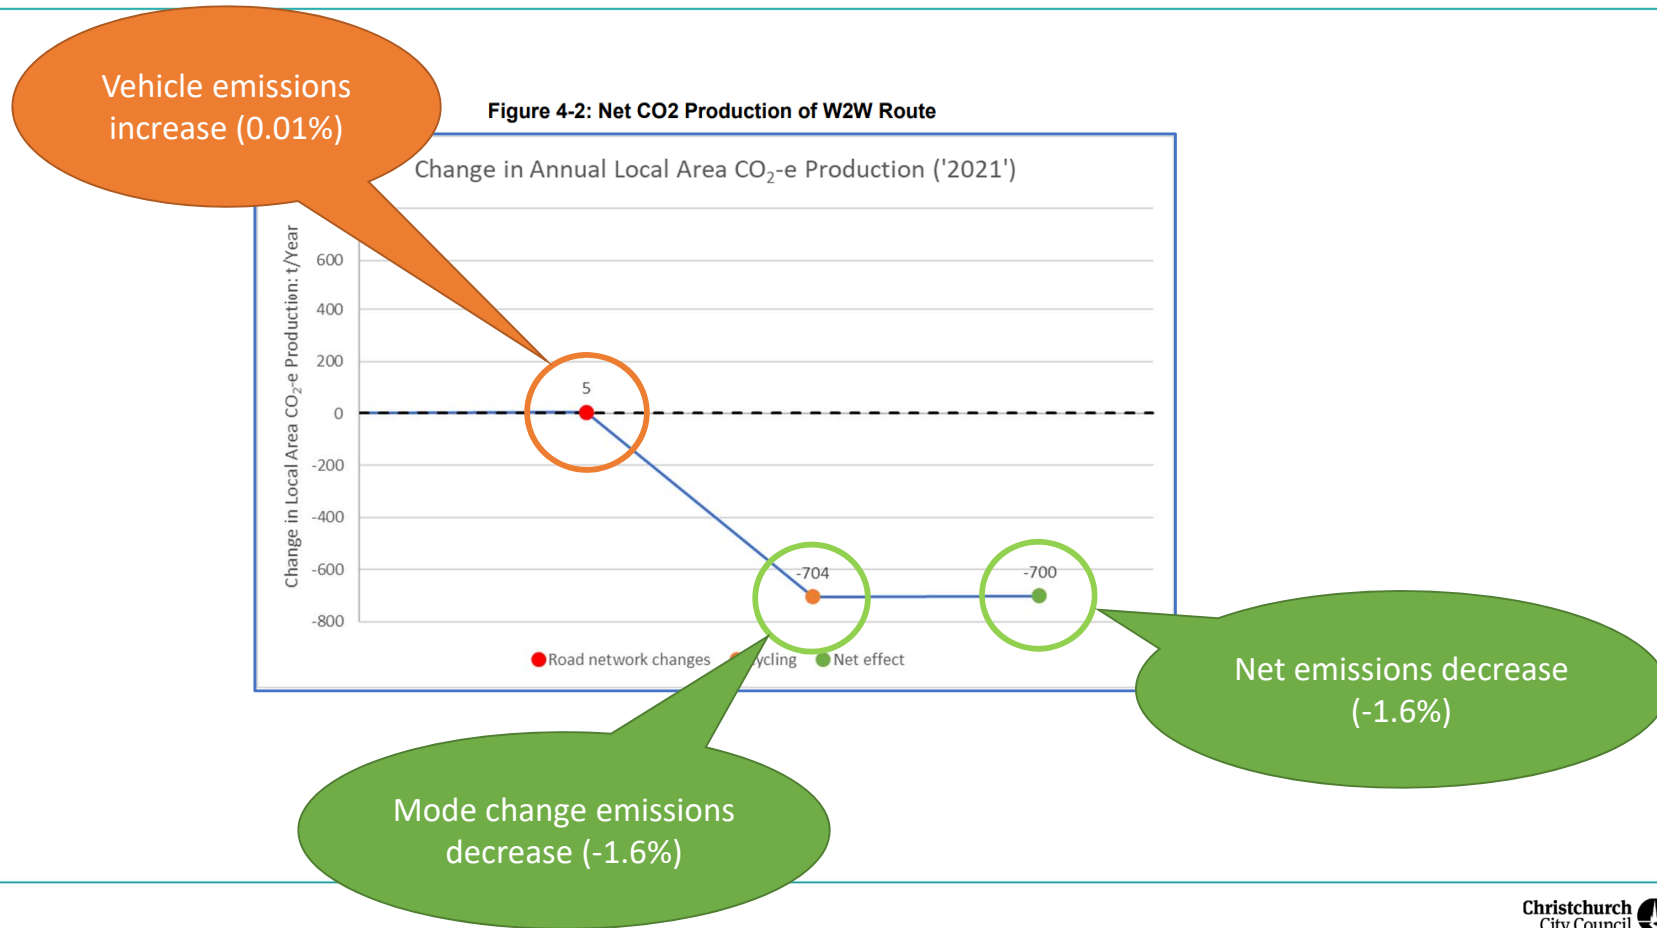 Vehicle emissions
increase (0.01%)
Figure 4-2: Net CO2 Production of W2W Route
Change in Annual Local Area CO₂-e Production ('2021')
Change in Local Area CO₂-e Production: t/Year
600
400
200
0
-200
-400
-600
-800
5
-704
-700
Road network changes
Net effect
Net emissions decrease
(-1.6%)
Mode change emissions
decrease (-1.6%)
Christchurch
City Council